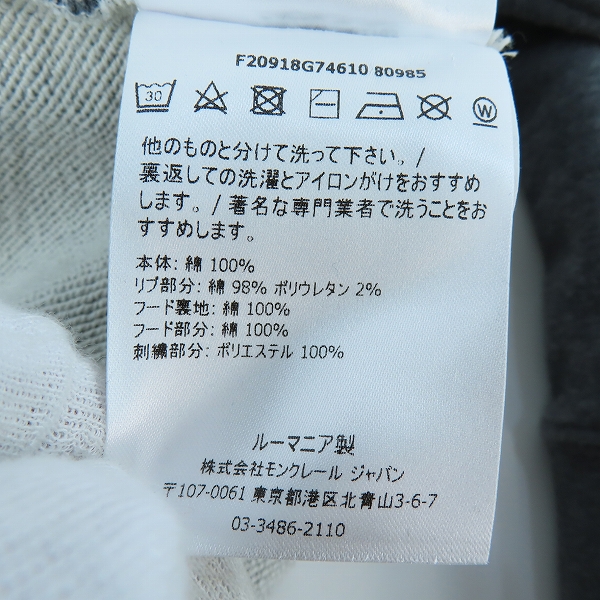 F20918G74610 80985
30
W
他のものと分けて洗って下さい。/
裏返しての洗濯とアイロンがけをおすすめ
します。/ 著名な専門業者で洗うことをお
すすめします。
本体: 綿 100%
リブ部分: 綿 98% ポリウレタン 2%
フード裏地: 綿 100%
フード部分: 綿 100%
刺繍部分: ポリエステル 100%
ルーマニア製
株式会社モンクレール ジャパン
〒107-0061 東京都港区北青山3-6-7
03-3486-2110